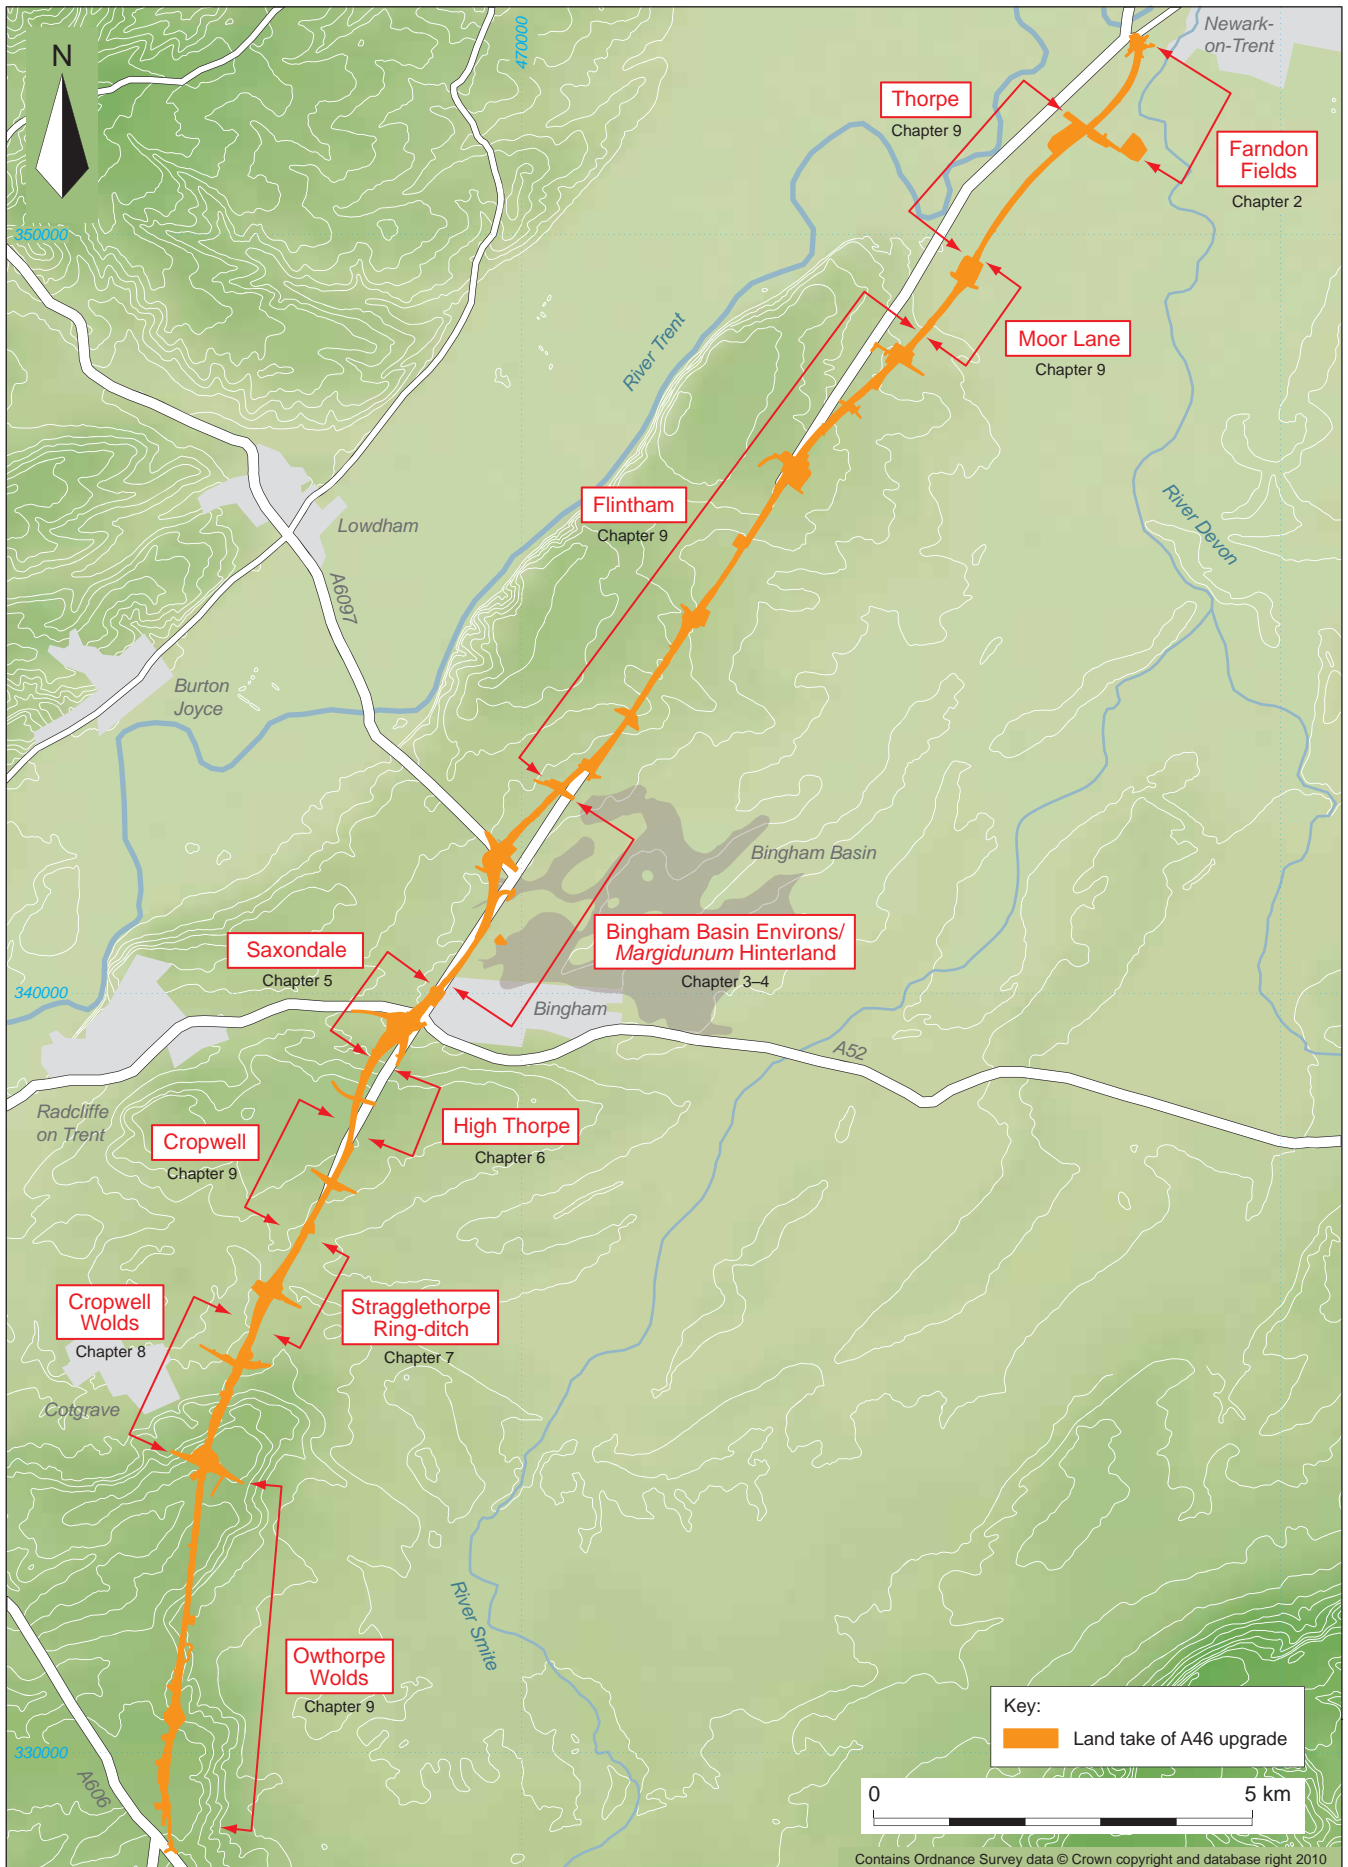 N
470000
Newark-
on-Trent
Thorpe
Chapter 9
Farndon
Fields
Chapter 2
350000
River Trent
Moor Lane
Chapter 9
Flintham
Chapter 9
River Devon
Lowdham
A6097
Burton
Joyce
Bingham Basin
Bingham Basin Environs/
Margidunum Hinterland
Chapter 3–4
Saxondale
Chapter 5
340000
Bingham
A52
Radcliffe
on Trent
High Thorpe
Chapter 6
Cropwell
Chapter 9
Cropwell
Wolds
Chapter 8
Stragglethorpe
Ring-ditch
Chapter 7
Cotgrave
River Smite
Owthorpe
Wolds
Chapter 9
330000
A606
Key:
Land take of A46 upgrade
0 5 km
Contains Ordnance Survey data © Crown copyright and database right 2010